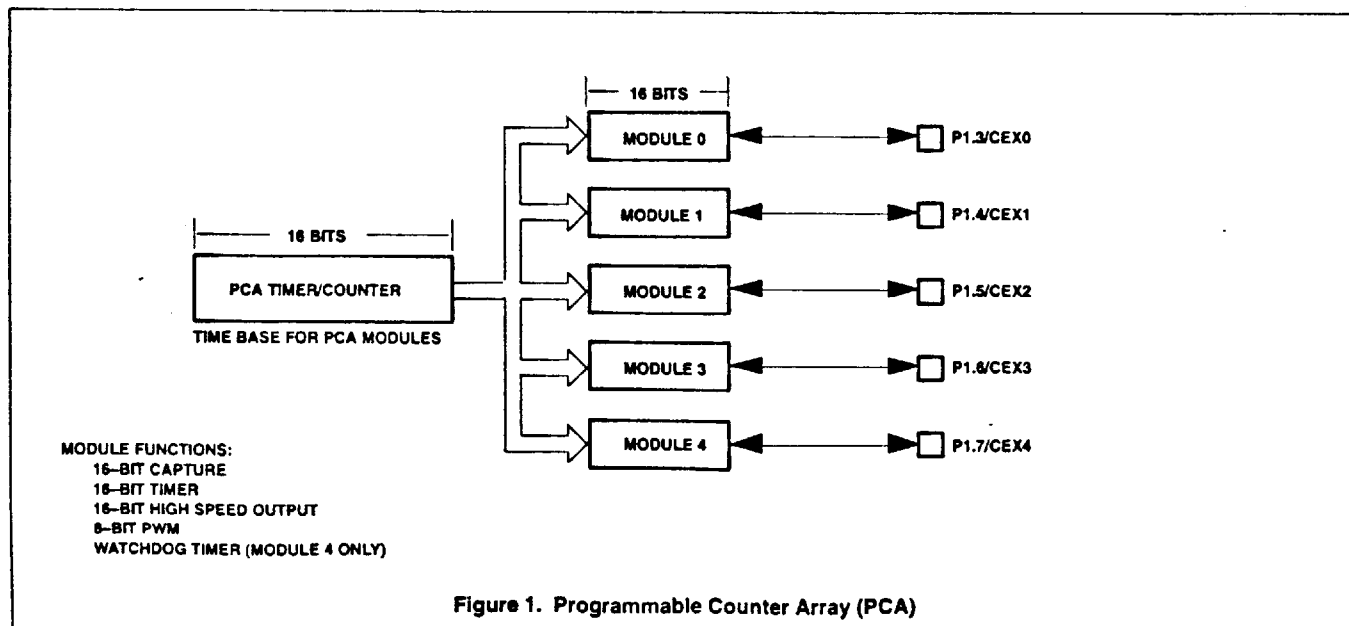 16 BITS
MODULE 0
P1.3/CEX0
MODULE 1
P1.4/CEX1
16 BITS
PCA TIMER/COUNTER
MODULE 2
P1.5/CEX2
TIME BASE FOR PCA MODULES
MODULE 3
P1.6/CEX3
MODULE 4
P1.7/CEX4
MODULE FUNCTIONS:
16–BIT CAPTURE
16–BIT TIMER
16–BIT HIGH SPEED OUTPUT
8–BIT PWM
WATCHDOG TIMER (MODULE 4 ONLY)
Figure 1. Programmable Counter Array (PCA)